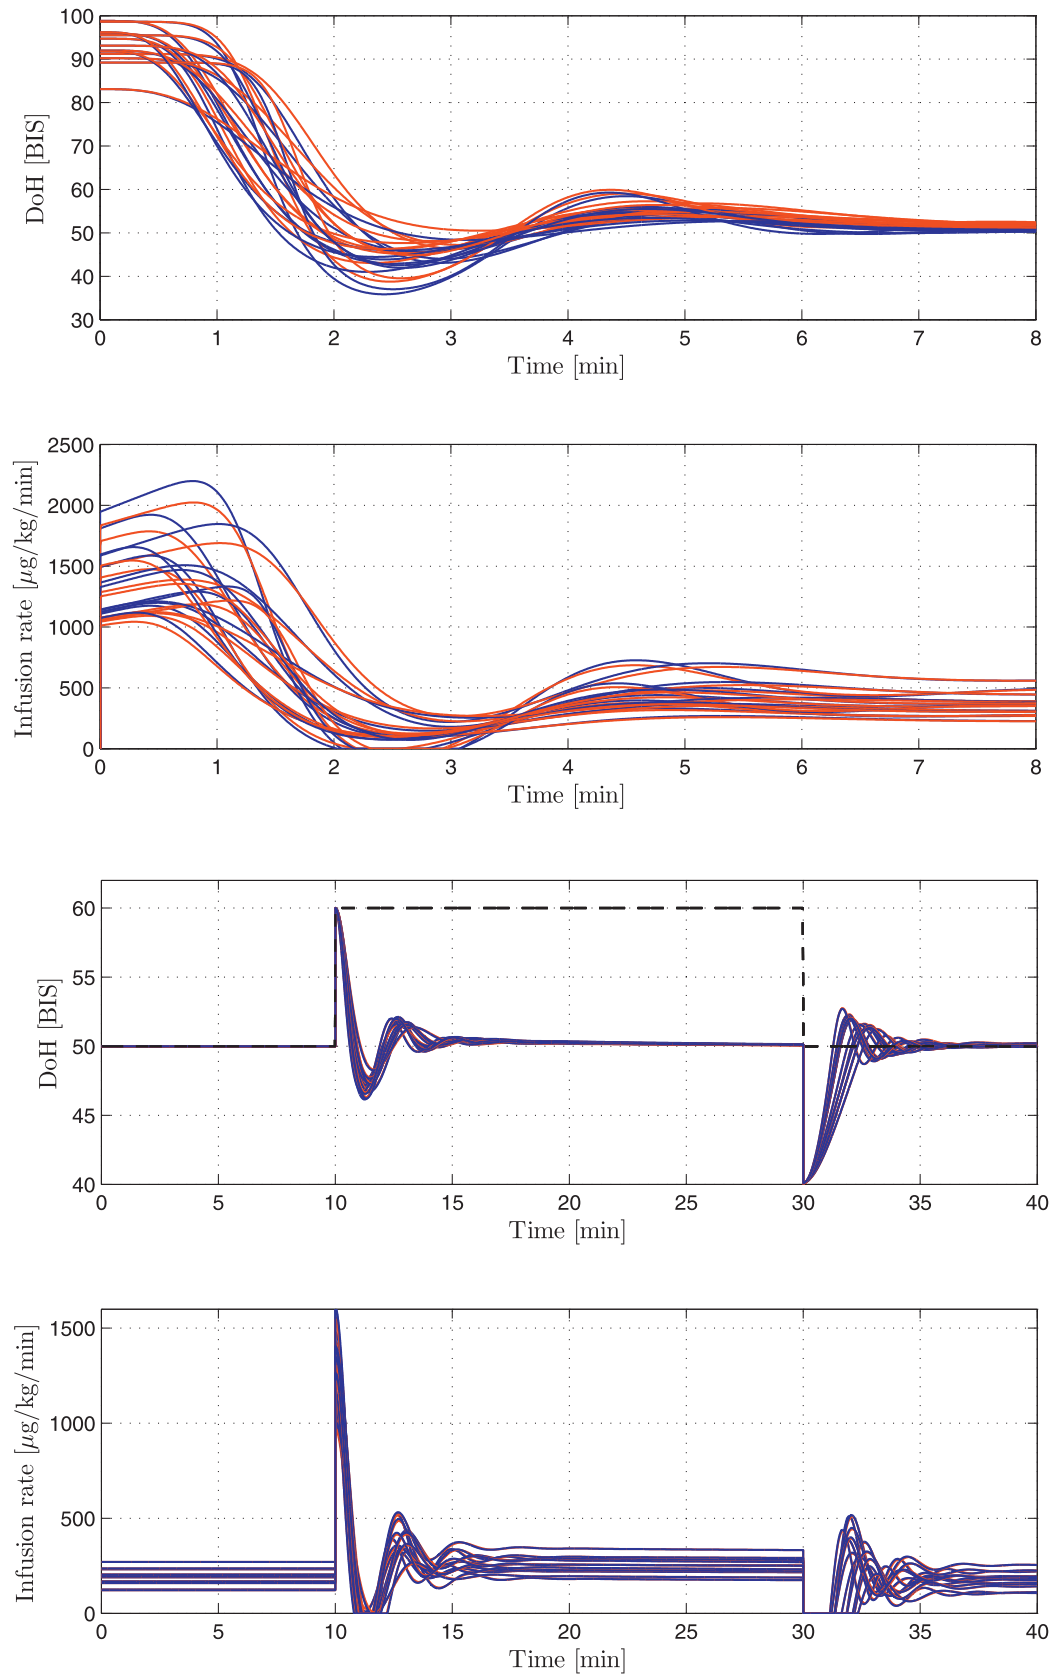 100
90
80
70
60
50
40
30
DoH [BIS]
0 1 2 3 4 5 6 7 8
Time [min]
2500
2000
1500
1000
500
0
Infusion rate [μg/kg/min]
0 1 2 3 4 5 6 7 8
Time [min]
60
55
50
45
40
DoH [BIS]
0 5 10 15 20 25 30 35 40
Time [min]
1500
1000
500
0
Infusion rate [μg/kg/min]
0 5 10 15 20 25 30 35 40
Time [min]